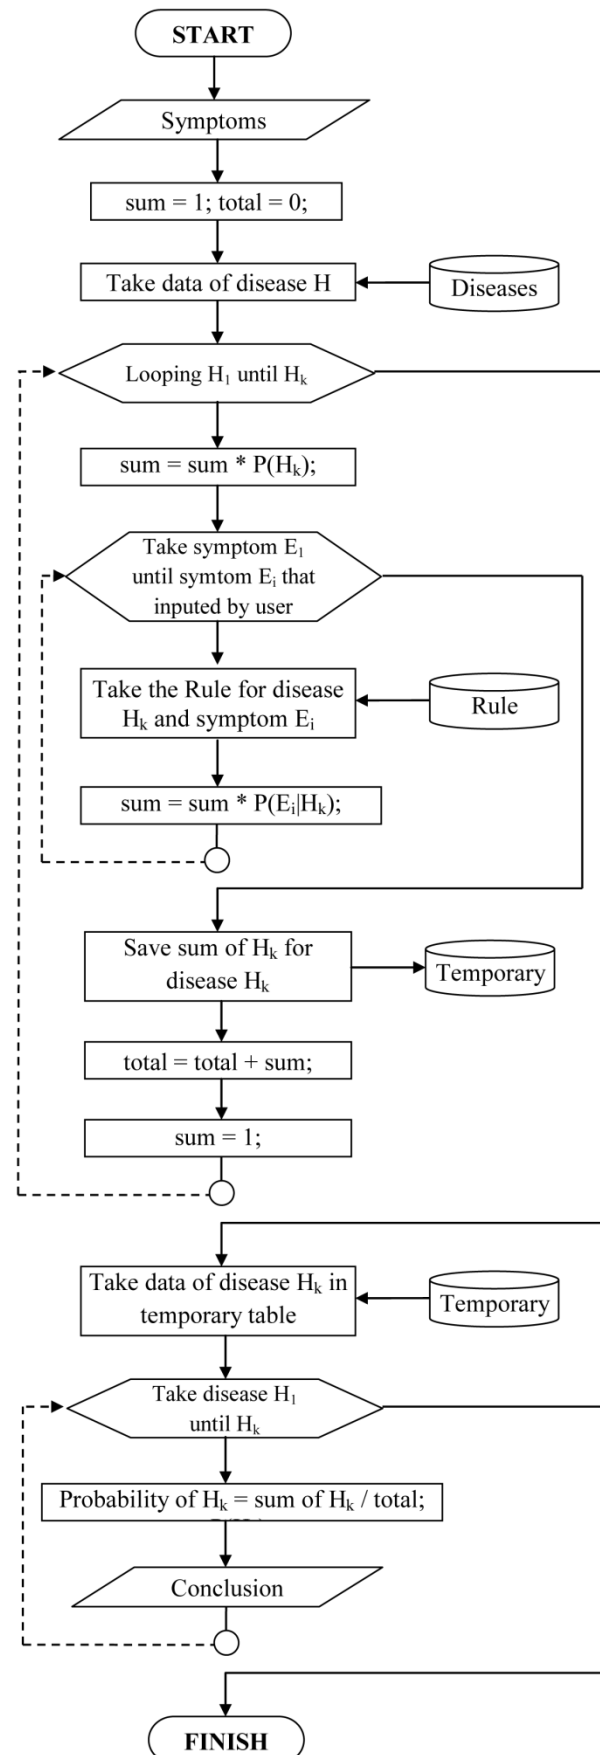 START
Symptoms
sum = 1; total = 0;
Take data of disease H
Diseases
Looping H₁ until Hₖ
sum = sum * P(Hₖ);
Take symptom E₁
until symtom Eᵢ that
inputed by user
Take the Rule for disease
Hₖ and symptom Eᵢ
Rule
sum = sum * P(Eᵢ|Hₖ);
Save sum of Hₖ for
disease Hₖ
Temporary
total = total + sum;
sum = 1;
Take data of disease Hₖ in
temporary table
Temporary
Take disease H₁
until Hₖ
Probability of Hₖ = sum of Hₖ / total;
Conclusion
FINISH